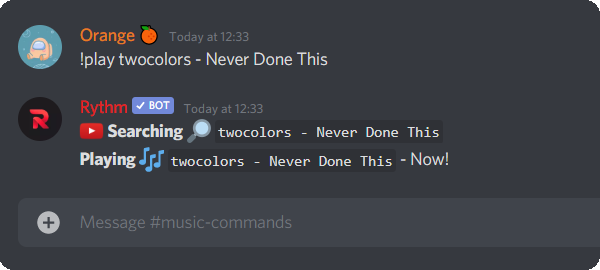 Orange 🍊 Today at 12:33
!play twocolors - Never Done This
Rythm ✓ BOT Today at 12:33
Searching 🔎 twocolors - Never Done This
Playing 🎶 twocolors - Never Done This - Now!
Message #music-commands